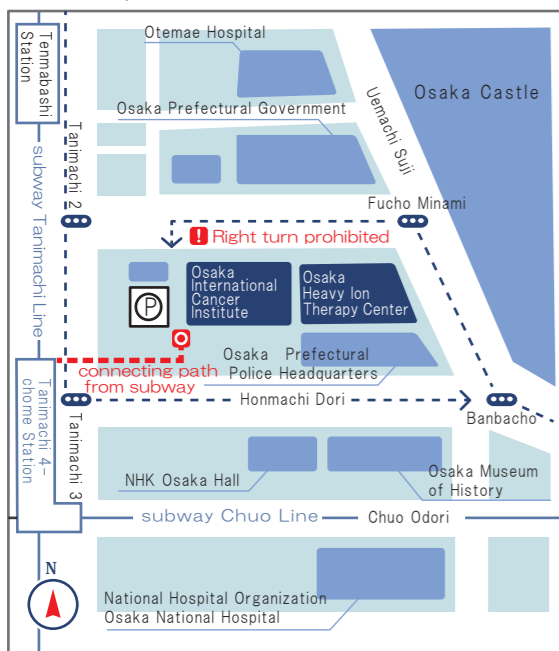 Otemae Hospital
Tenmabashi
Station
Osaka Castle
Osaka Prefectural Government
Uemachi Suji
Tanimachi 2
subway Tanimachi Line
Fucho Minami
! Right turn prohibited
Osaka
International
Cancer
Institute
Osaka
Heavy Ion
Therapy Center
P
Osaka Prefectural
Police Headquarters
connecting path
from subway
Honmachi Dori
Banbacho
Tanimachi 4-
chome Station
Tanimachi 3
NHK Osaka Hall
Osaka Museum
of History
subway Chuo Line
Chuo Odori
N
National Hospital Organization
Osaka National Hospital